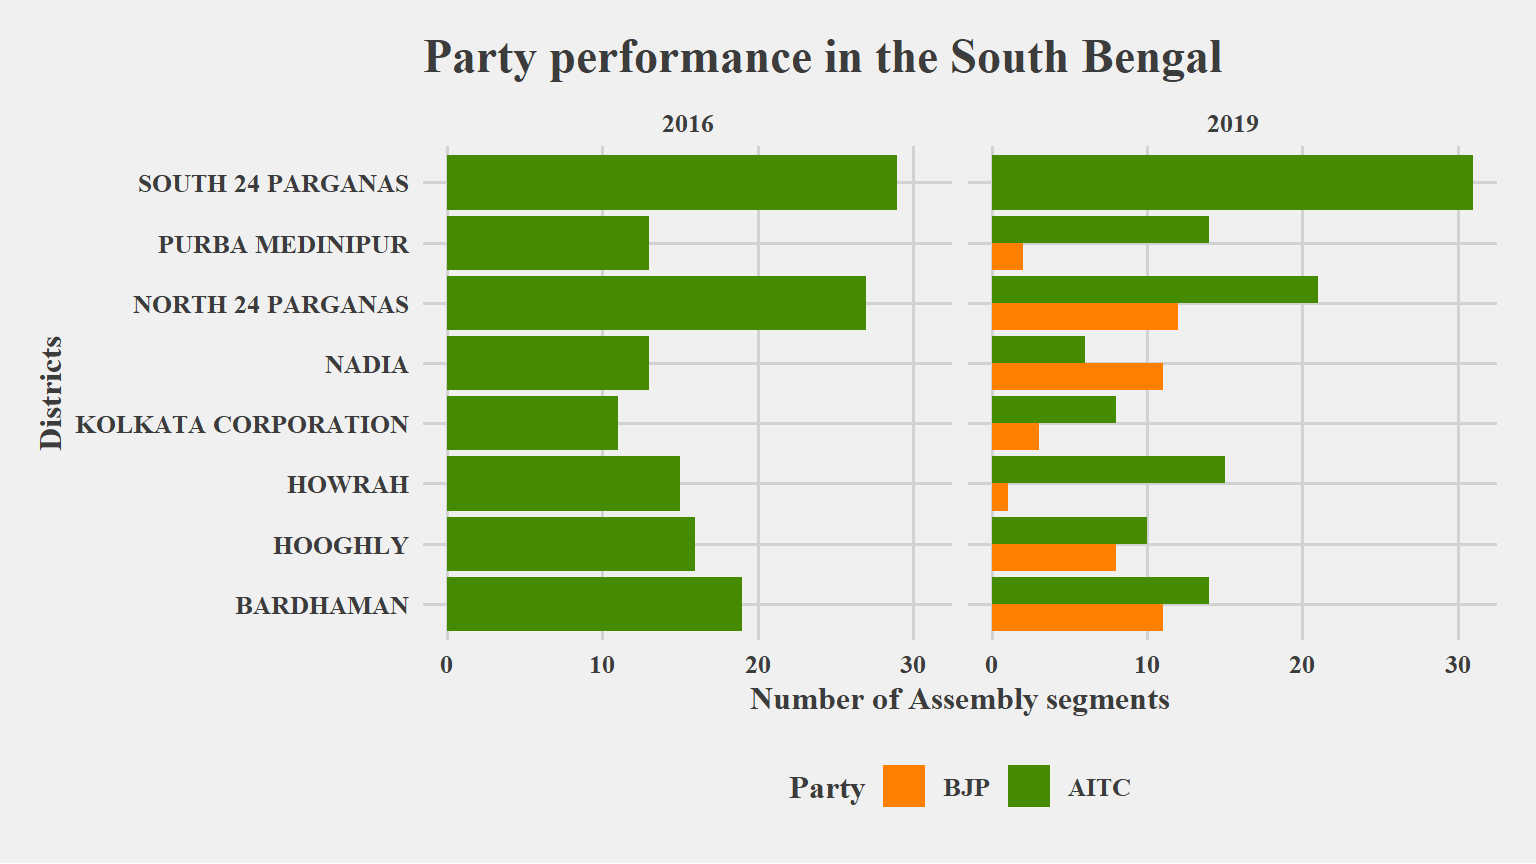 Party performance in the South Bengal
2016 2019
SOUTH 24 PARGANAS
PURBA MEDINIPUR
NORTH 24 PARGANAS
NADIA
KOLKATA CORPORATION
HOWRAH
HOOGHLY
BARDHAMAN
Districts
0 10 20 30 0 10 20 30
Number of Assembly segments
Party BJP AITC